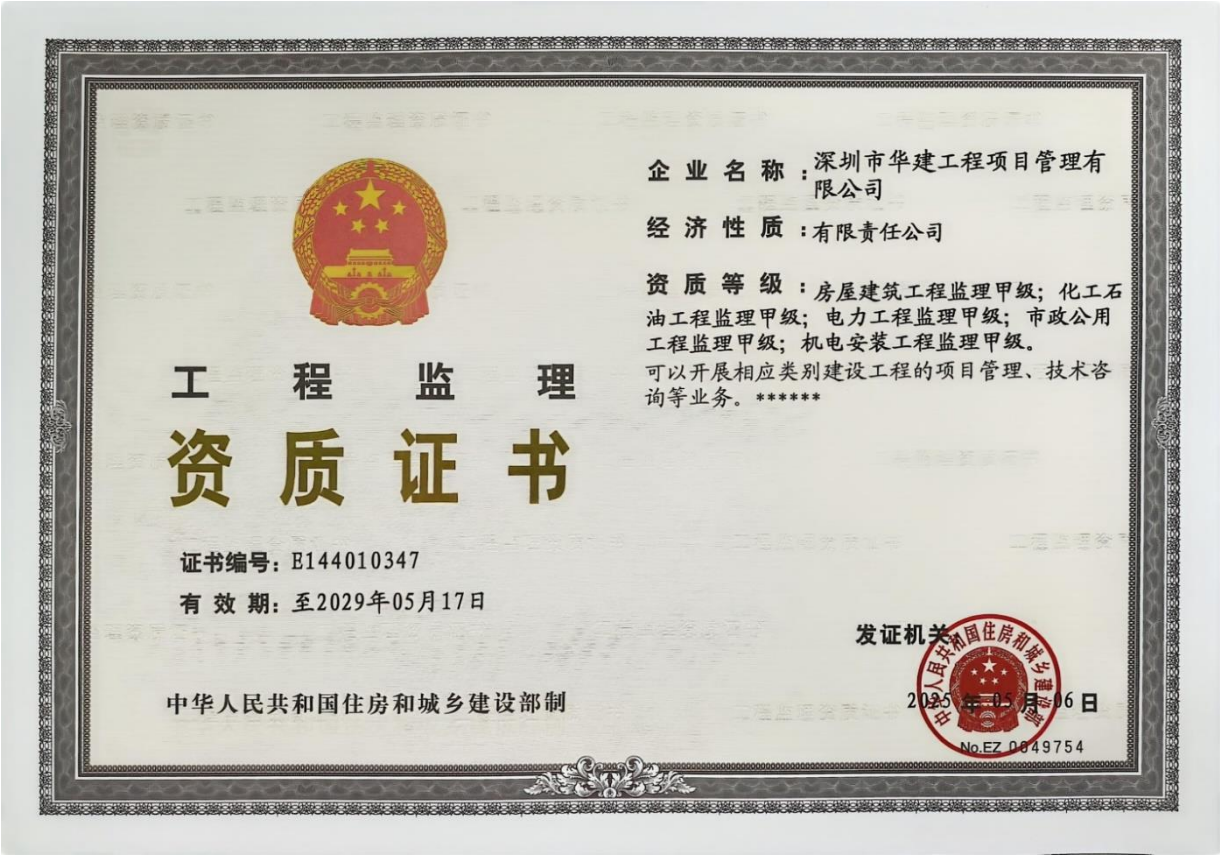 工程监理
资质证书
证书编号：E144010347
有效期：至2029年05月17日
中华人民共和国住房和城乡建设部制
企业名称：深圳市华建工程项目管理有
限公司
经济性质：有限责任公司
资质等级：房屋建筑工程监理甲级；化工石
油工程监理甲级；电力工程监理甲级；市政公用
工程监理甲级；机电安装工程监理甲级。
可以开展相应类别建设工程的项目管理、技术咨
询等业务。******
发证机关：
中华人民共和国住房和城乡建设部
2025年05月06日
No.EZ 0049754